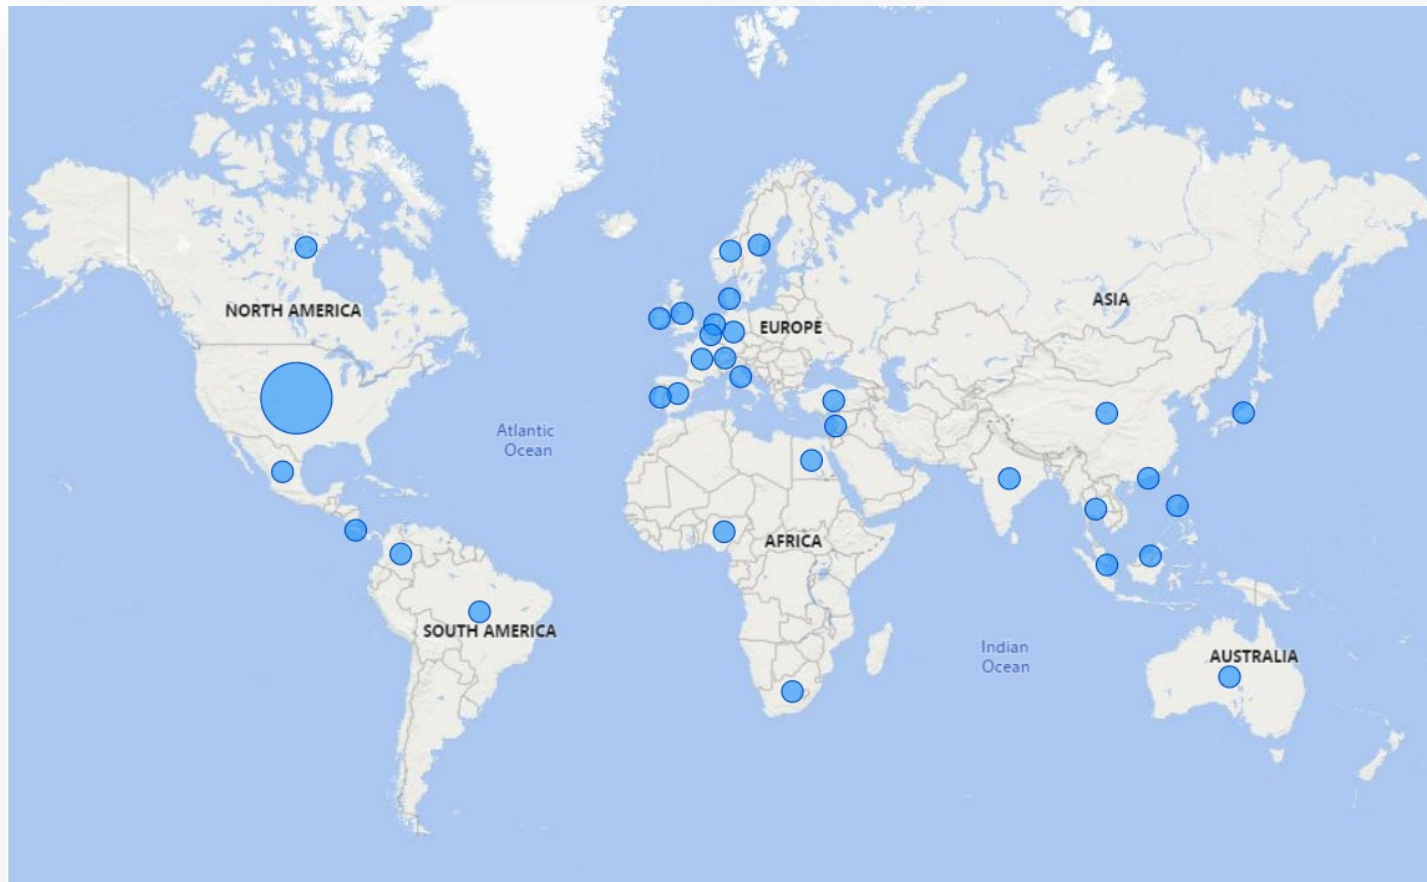 NORTH AMERICA
ASIA
EUROPE
Atlantic
Ocean
AFRICA
SOUTH AMERICA
Indian
Ocean
AUSTRALIA